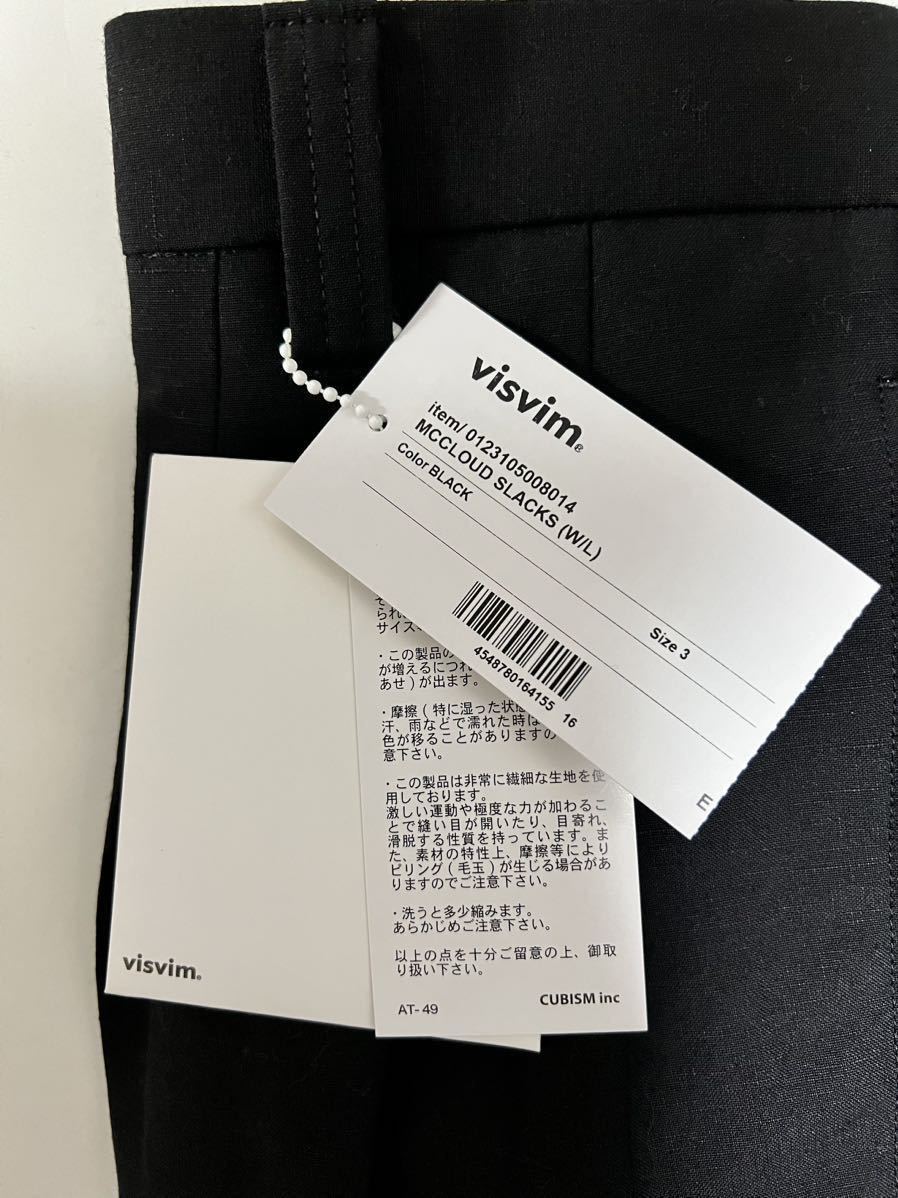 visvim®
item/ 0123105008014
MCCLOUD SLACKS (W/L)
Color BLACK
Size 3
4548780164155 16
E
られ
サイズ
・この製品の
が増えるにつれ
あせ）が出ます。
・摩擦（特に湿った状態
汗、雨などで濡れた時は
色が移ることがありますの
意下さい。
・この製品は非常に繊細な生地を使
用しております。
激しい運動や極度な力が加わるこ
とで縫い目が開いたり、目寄れ、
滑脱する性質を持っています。ま
た、素材の特性上、摩擦等により
ピリング（毛玉）が生じる場合があ
りますのでご注意下さい。
・洗うと多少縮みます。
あらかじめご注意下さい。
以上の点を十分ご留意の上、御取
り扱い下さい。
AT-49
CUBISM inc
visvim®